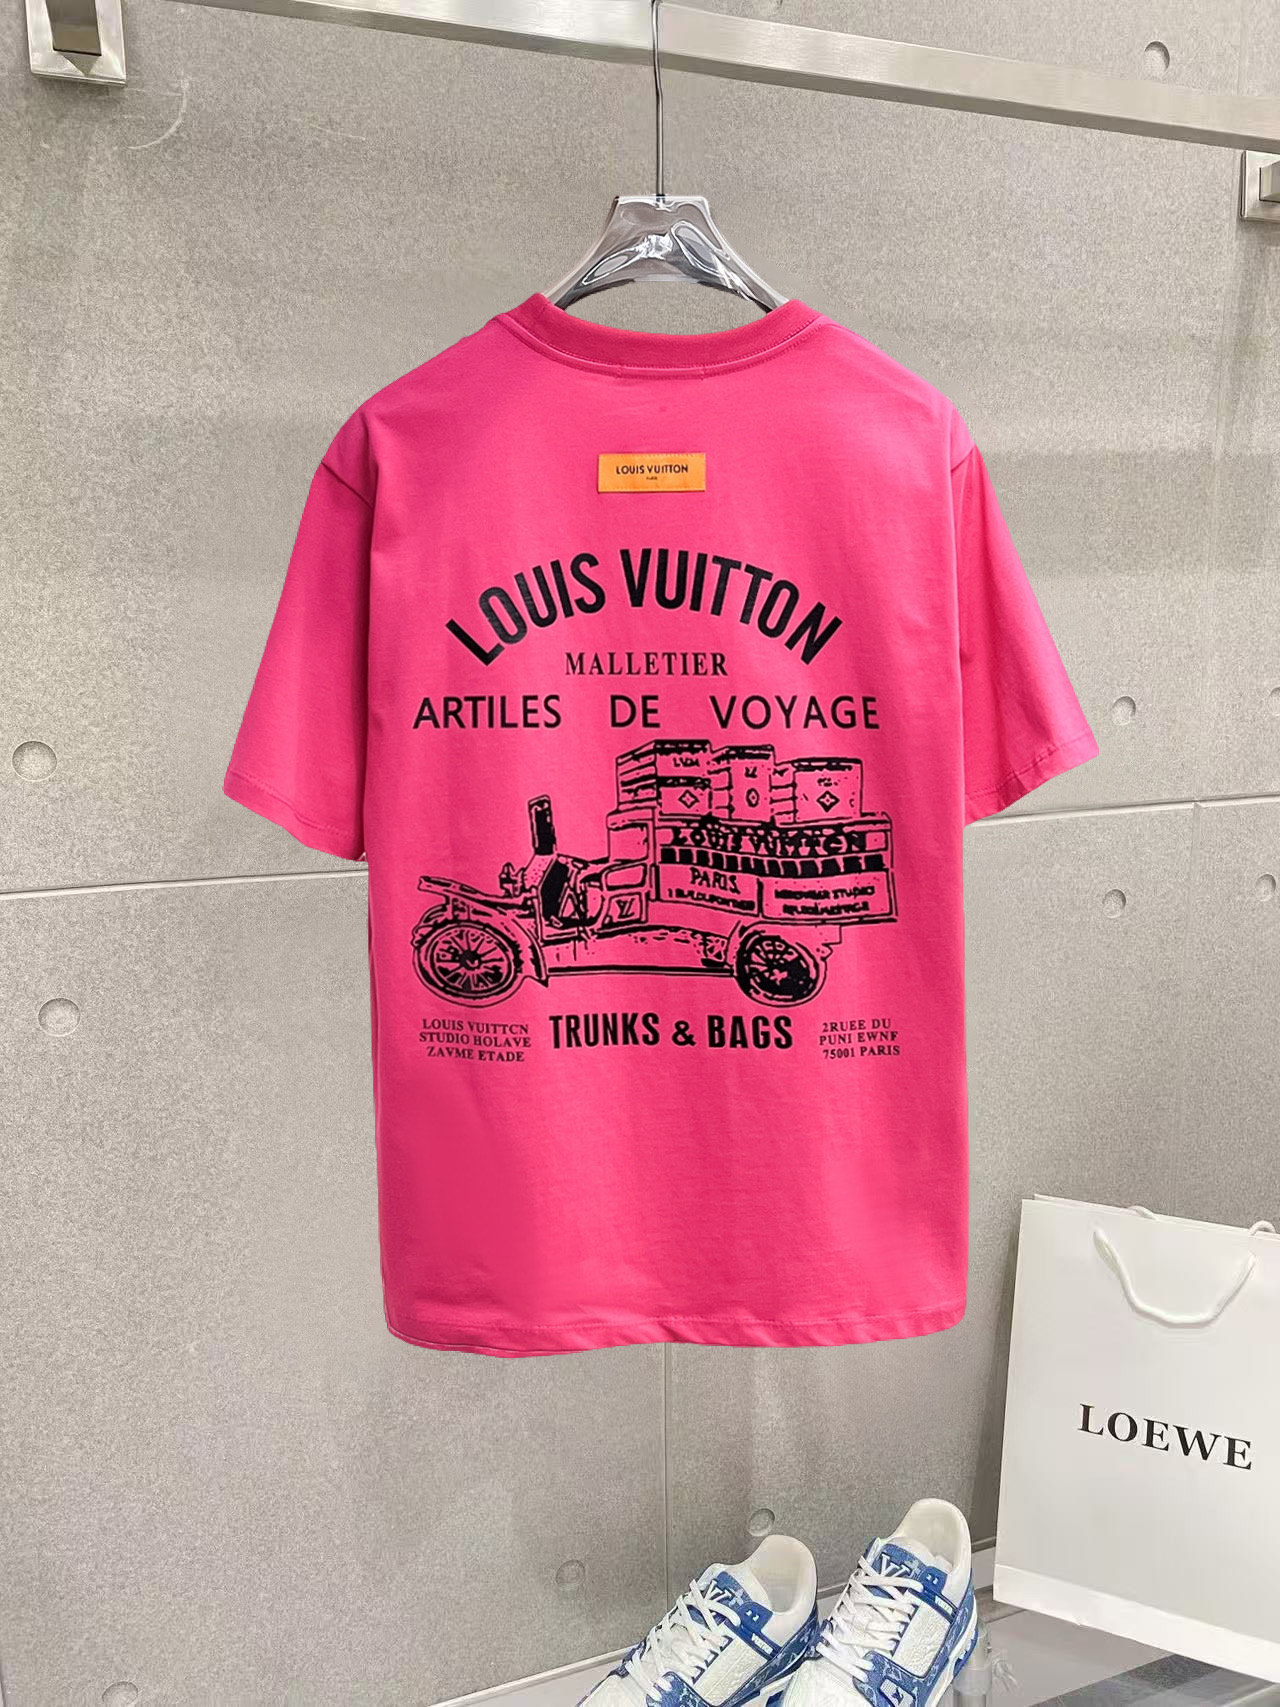 LOUIS VUITTON
PARIS
LOUIS VUITTON
MALLETIER
ARTILES DE VOYAGE
LOUIS VUITTON
PARIS
TRUNKS & BAGS
LOUIS VUITTCN
STUDIO HOLAVE
ZAVME ETADE
2RUEE DU
PUNI EWNF
75001 PARIS
LOEWE